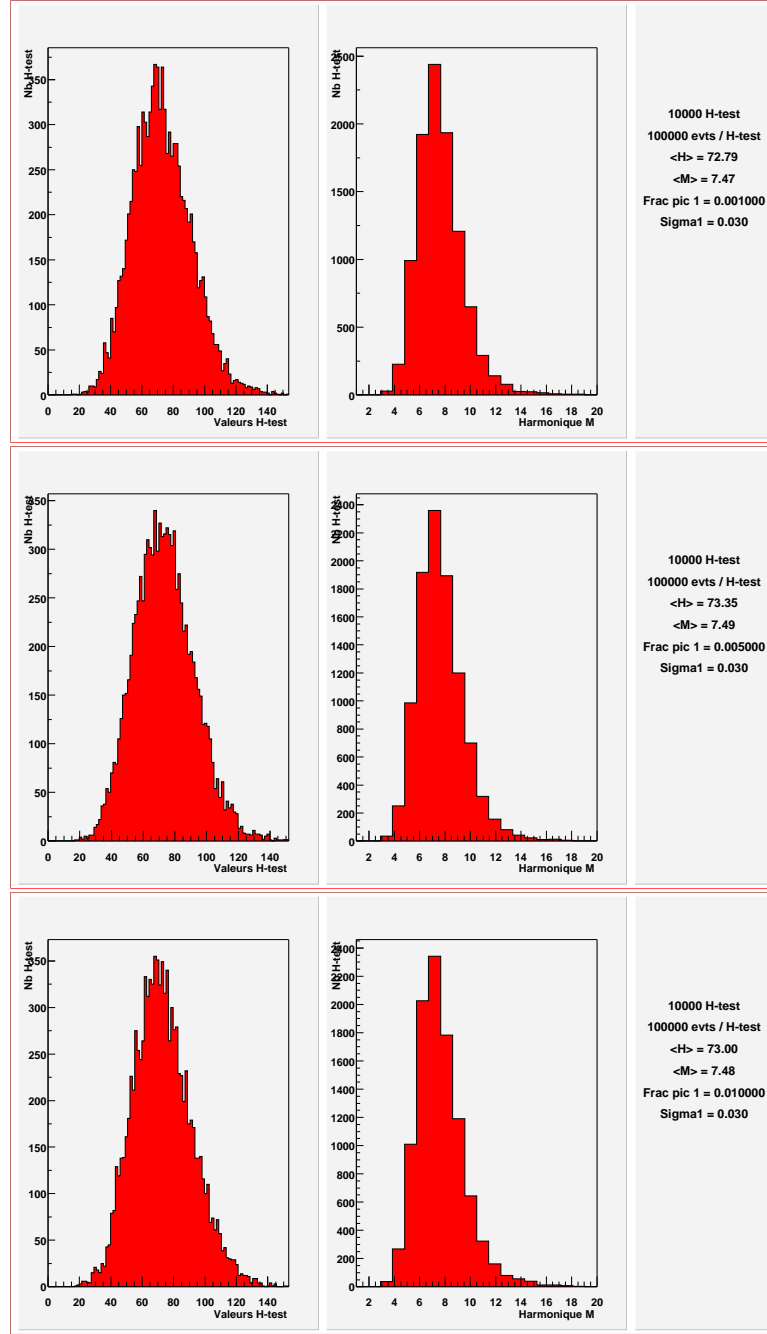 Nb H-test
350
300
250
200
150
100
50
0
0 20 40 60 80 100 120 140
Valeurs H-test
Nb H-test
2500
2000
1500
1000
500
0
2 4 6 8 10 12 14 16 18 20
Harmonique M
10000 H-test
100000 evts / H-test
<H> = 72.79
<M> = 7.47
Frac pic 1 = 0.001000
Sigma1 = 0.030
Nb H-test
350
300
250
200
150
100
50
0
0 20 40 60 80 100 120 140
Valeurs H-test
Nb H-test
2400
2200
2000
1800
1600
1400
1200
1000
800
600
400
200
0
2 4 6 8 10 12 14 16 18 20
Harmonique M
10000 H-test
100000 evts / H-test
<H> = 73.35
<M> = 7.49
Frac pic 1 = 0.005000
Sigma1 = 0.030
Nb H-test
350
300
250
200
150
100
50
0
0 20 40 60 80 100 120 140
Valeurs H-test
Nb H-test
2400
2200
2000
1800
1600
1400
1200
1000
800
600
400
200
0
2 4 6 8 10 12 14 16 18 20
Harmonique M
10000 H-test
100000 evts / H-test
<H> = 73.00
<M> = 7.48
Frac pic 1 = 0.010000
Sigma1 = 0.030